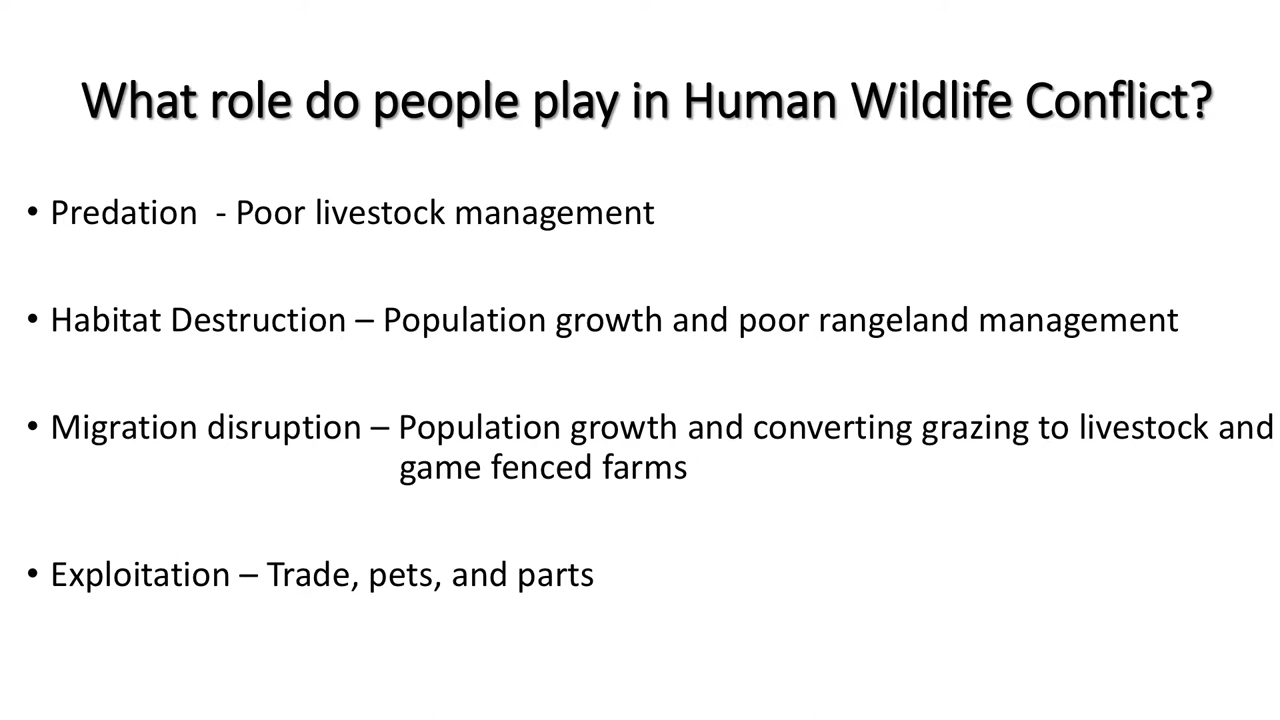 What role do people play in Human Wildlife Conflict?
• Predation  - Poor livestock management
• Habitat Destruction – Population growth and poor rangeland management
• Migration disruption – Population growth and converting grazing to livestock and
game fenced farms
• Exploitation – Trade, pets, and parts